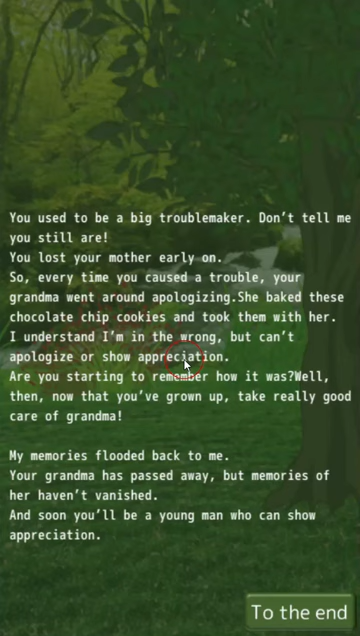 You used to be a big troublemaker. Don't tell me
you still are!
You lost your mother early on.
So, every time you caused a trouble, your
grandma went around apologizing.She baked these
chocolate chip cookies and took them with her.
I understand I'm in the wrong, but can't
apologize or show appreciation.
Are you starting to remember how it was?Well,
then, now that you've grown up, take really good
care of grandma!
My memories flooded back to me.
Your grandma has passed away, but memories of
her haven't vanished.
And soon you'll be a young man who can show
appreciation.
To the end